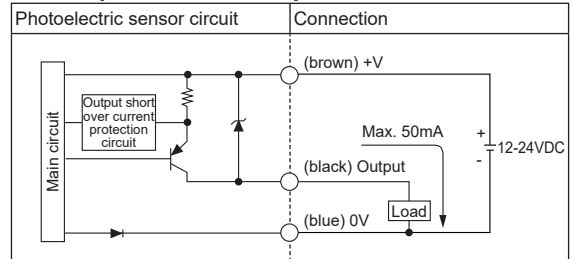 Photoelectric sensor circuit
Connection
(brown) +V
Output short
over current
protection
circuit
Main circuit
Max. 50mA
+
12-24VDC
-
(black) Output
Load
(blue) 0V